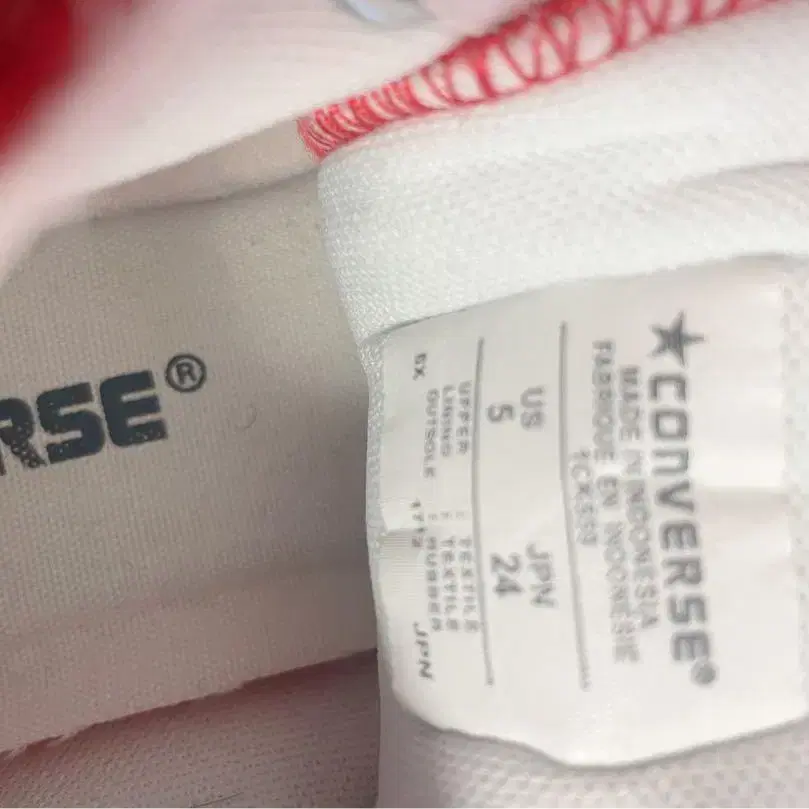 RSE®
★CONVERSE®
MADE IN INDONESIA
FABRIQUE EN INDONESIE
US JPN
5 24
UPPER : TEXTILE
LINING : TEXTILE
OUTSOLE : RUBBER
1712 JPN